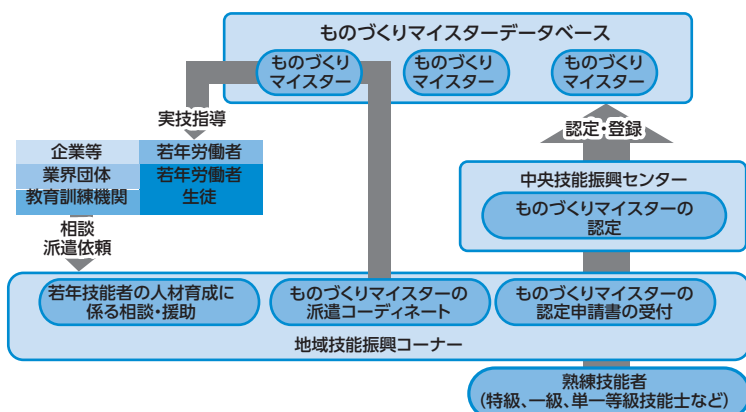 ものづくりマイスターデータベース
ものづくり
マイスター
ものづくり
マイスター
ものづくり
マイスター
実技指導
認定・登録
企業等
若年労働者
業界団体
若年労働者
教育訓練機関
生徒
中央技能振興センター
ものづくりマイスターの
認定
相談
派遣依頼
若年技能者の人材育成に
係る相談・援助
ものづくりマイスターの
派遣コーディネート
ものづくりマイスターの
認定申請書の受付
地域技能振興コーナー
熟練技能者
(特級、一級、単一等級技能士など)